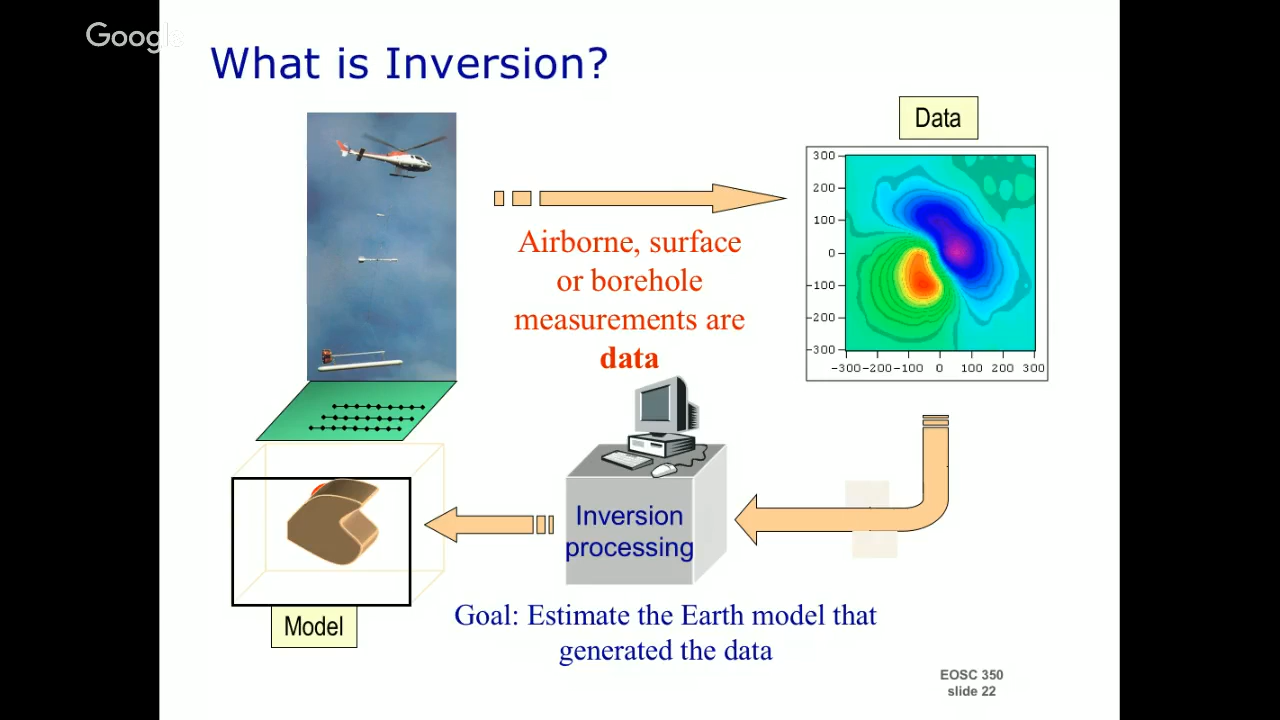 Google
What is Inversion?
Data
300
200
100
0
-100
-200
-300
-300 -200 -100 0 100 200 300
Airborne, surface
or borehole
measurements are
data
Inversion
processing
Model
Goal: Estimate the Earth model that
generated the data
EOSC 350
slide 22